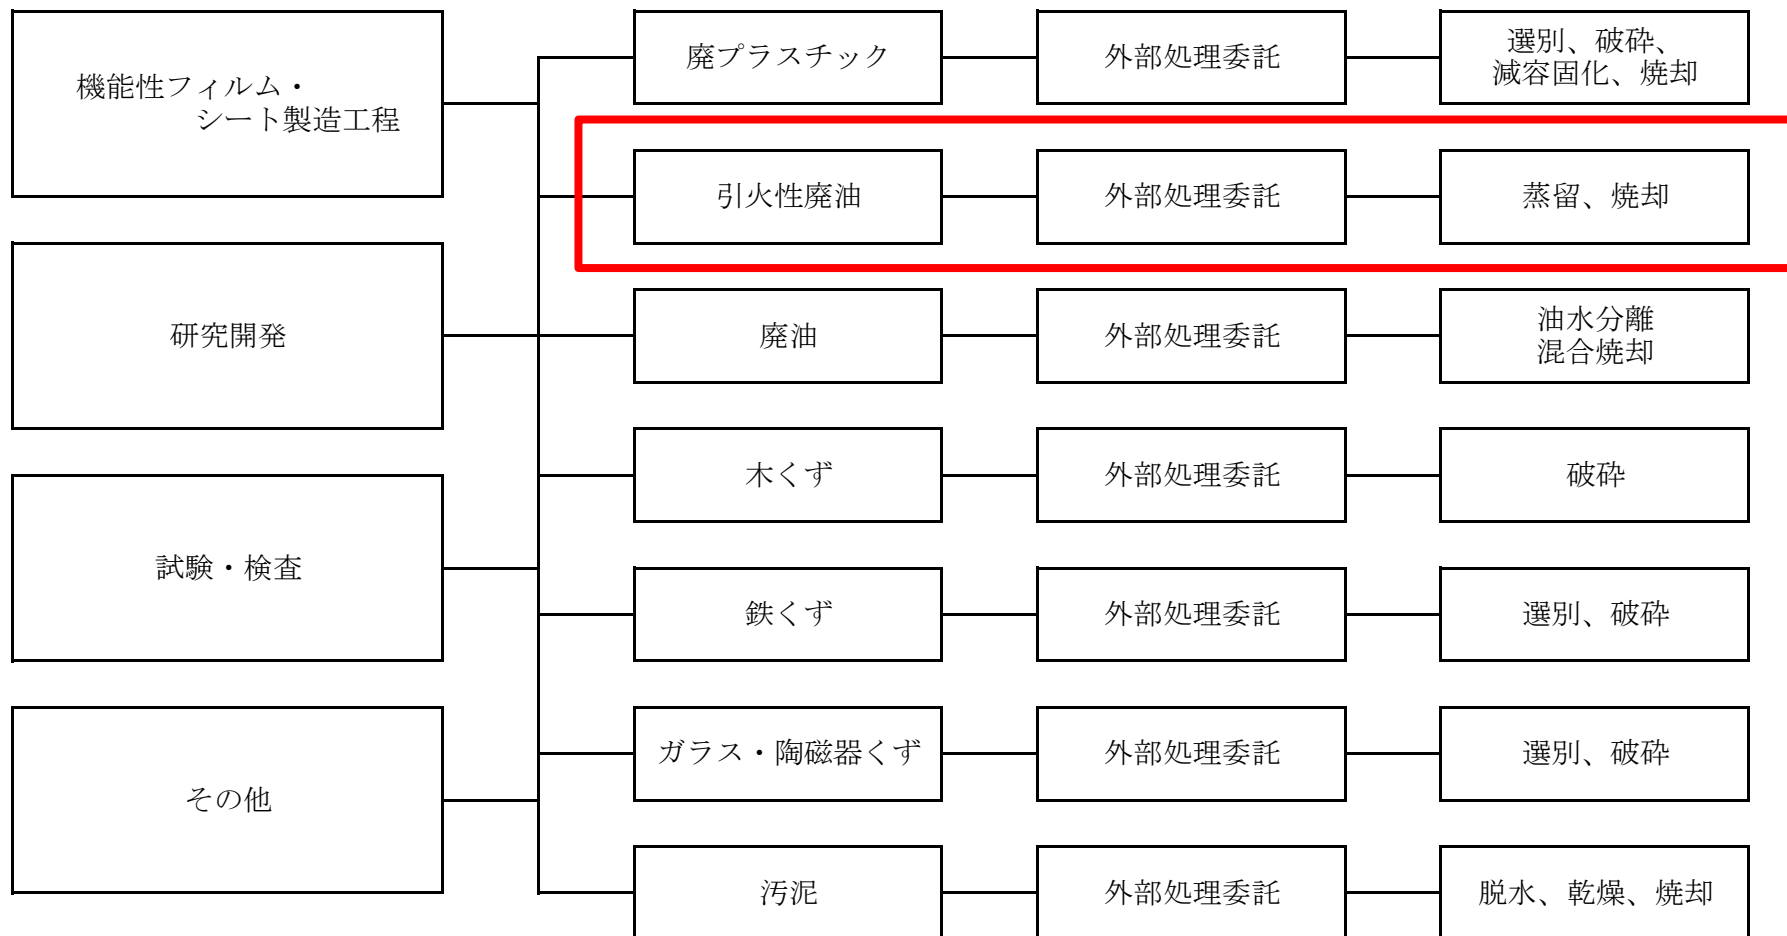 機能性フィルム・
シート製造工程
研究開発
試験・検査
その他
廃プラスチック
外部処理委託
選別、破砕、
減容固化、焼却
引火性廃油
外部処理委託
蒸留、焼却
廃油
外部処理委託
油水分離
混合焼却
木くず
外部処理委託
破砕
鉄くず
外部処理委託
選別、破砕
ガラス・陶磁器くず
外部処理委託
選別、破砕
汚泥
外部処理委託
脱水、乾燥、焼却